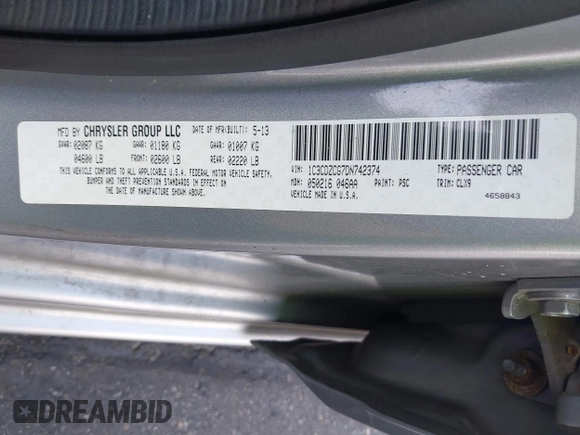 MFD BY CHRYSLER GROUP LLC DATE OF MFR(BUILT): 5-13
GVWR: 02087 KG GAWR: 01180 KG GAWR: 01007 KG
04600 LB FRONT: 02600 LB REAR: 02220 LB
THIS VEHICLE CONFORMS TO ALL APPLICABLE U.S.A. FEDERAL MOTOR VEHICLE SAFETY,
BUMPER AND THEFT PREVENTION STANDARDS IN EFFECT ON
THE DATE OF MANUFACTURE SHOWN ABOVE.
VIN: 1C3CDZCG7DN742374 TYPE: PASSENGER CAR
MDH: 050216 046AA PAINT: PSC TRIM: CLX9
VEHICLE MADE IN U.S.A. 4658843
DREAMBID